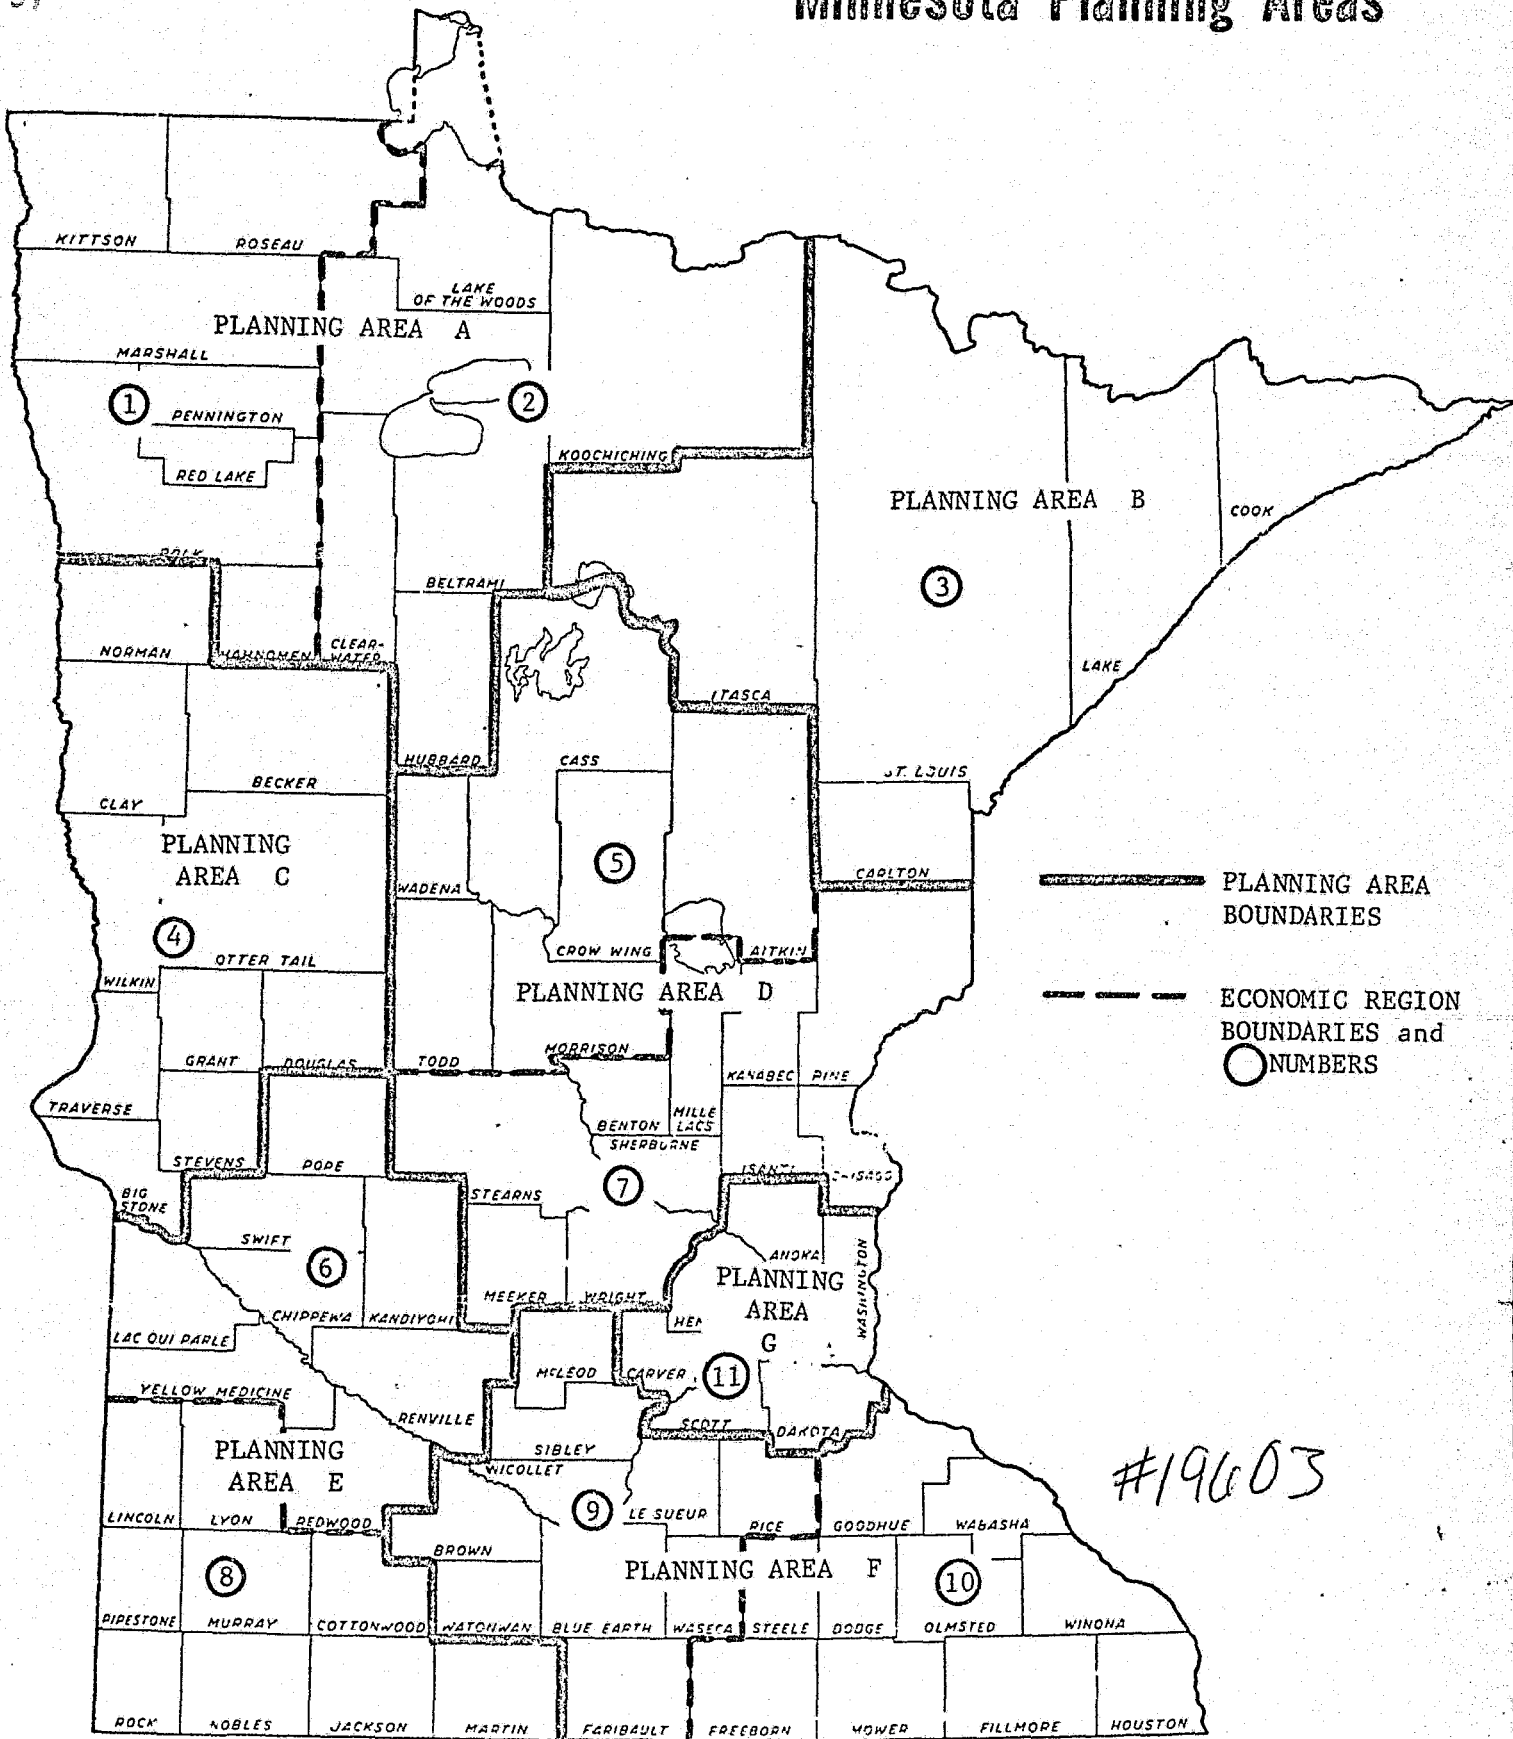 Minnesota Planning Areas
KITTSON
ROSEAU
LAKE
OF THE WOODS
PLANNING AREA A
MARSHALL
1
2
PENNINGTON
KOOCHICHING
RED LAKE
PLANNING AREA B
COOK
POLK
BELTRAMI
3
NORMAN
MAHNOMEN
CLEAR-
WATER
LAKE
ITASCA
HUBBARD
CASS
ST. LOUIS
BECKER
CLAY
PLANNING
AREA C
5
WADENA
CARLTON
PLANNING AREA
BOUNDARIES
4
OTTER TAIL
CROW WING
AITKIN
WILKIN
PLANNING AREA D
ECONOMIC REGION
BOUNDARIES and
NUMBERS
GRANT
DOUGLAS
TODD
MORRISON
KANABEC
PINE
TRAVERSE
BENTON
MILLE
LACS
SHERBURNE
STEVENS
POPE
ISANTI
CHISAGO
BIG
STONE
STEARNS
7
SWIFT
6
ANOKA
WASHINGTON
PLANNING
AREA
G
MEEKER
WRIGHT
CHIPPEWA
KANDIYOHI
HEN
LAC QUI PARLE
McLEOD
CARVER
11
YELLOW MEDICINE
RENVILLE
SCOTT
DAKOTA
PLANNING
AREA E
SIBLEY
NICOLLET
#19603
9
LINCOLN
LYON
REDWOOD
LE SUEUR
RICE
GOODHUE
WABASHA
BROWN
PLANNING AREA F
8
10
PIPESTONE
MURRAY
COTTONWOOD
WATONWAN
BLUE EARTH
WASECA
STEELE
DODGE
OLMSTED
WINONA
ROCK
NOBLES
JACKSON
MARTIN
FARIBAULT
FREEBORN
MOWER
FILLMORE
HOUSTON